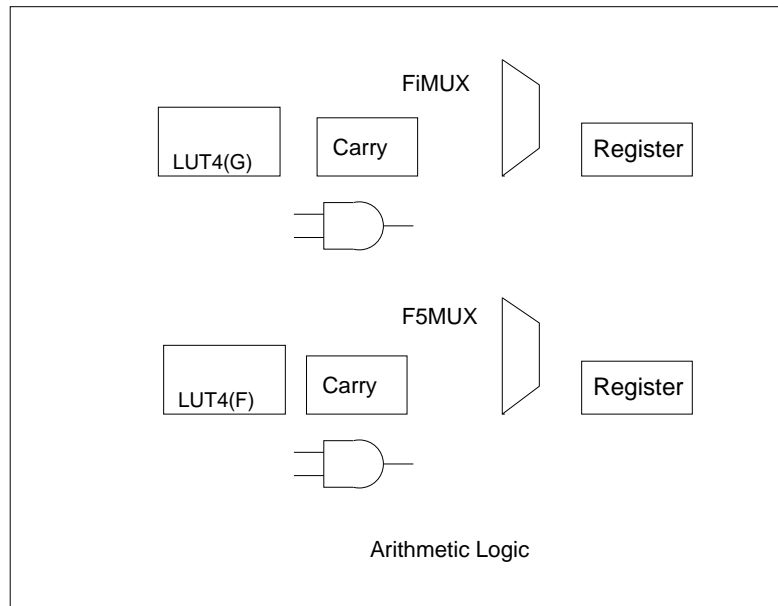 FiMUX
LUT4(G)
Carry
Register
F5MUX
LUT4(F)
Carry
Register
Arithmetic Logic